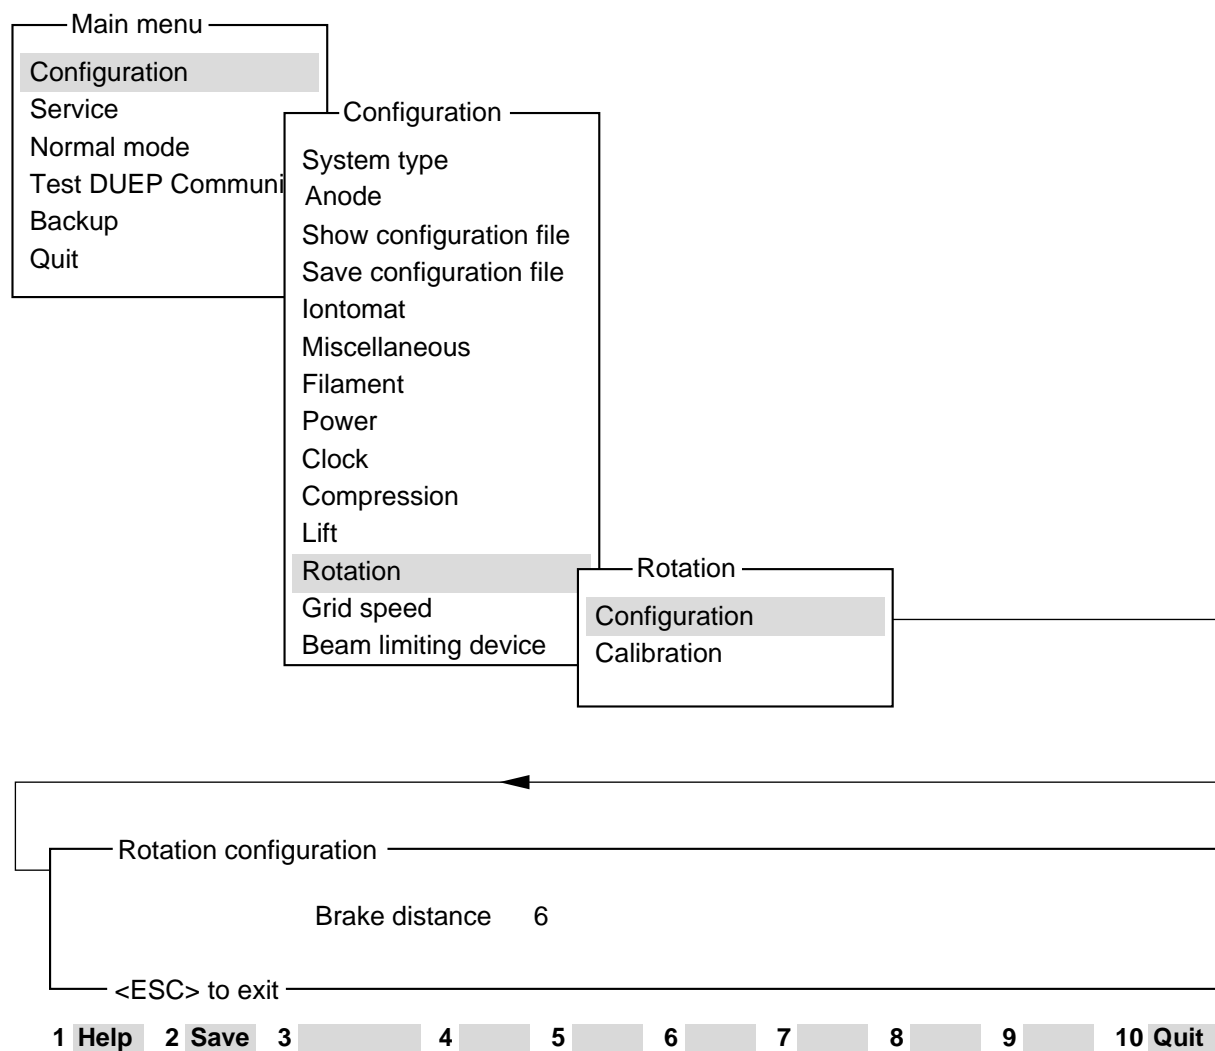 Main menu
Configuration
Service
Normal mode
Test DUEP Communi
Backup
Quit
Configuration
System type
Anode
Show configuration file
Save configuration file
Iontomat
Miscellaneous
Filament
Power
Clock
Compression
Lift
Rotation
Grid speed
Beam limiting device
Rotation
Configuration
Calibration
Rotation configuration
Brake distance 6
<ESC> to exit
1 Help 2 Save 3 4 5 6 7 8 9 10 Quit